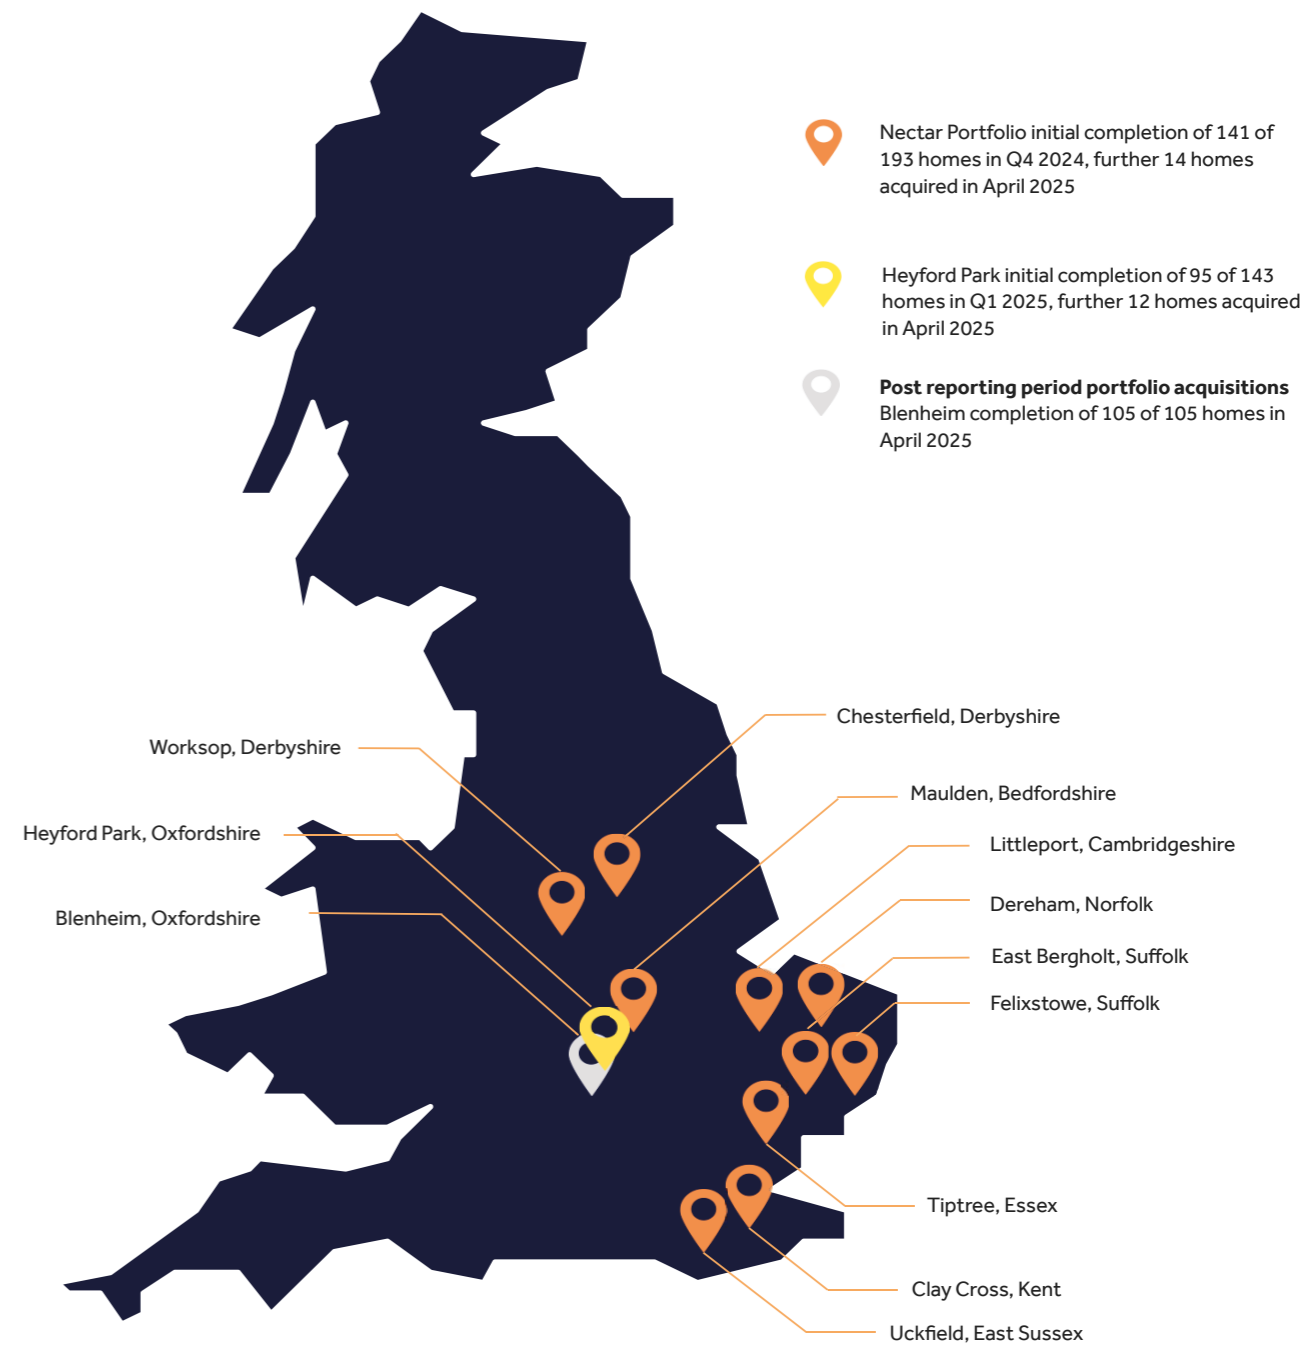 Nectar Portfolio initial completion of 141 of
193 homes in Q4 2024, further 14 homes
acquired in April 2025
Heyford Park initial completion of 95 of 143
homes in Q1 2025, further 12 homes acquired
in April 2025
Post reporting period portfolio acquisitions
Blenheim completion of 105 of 105 homes in
April 2025
Chesterfield, Derbyshire
Worksop, Derbyshire
Maulden, Bedfordshire
Heyford Park, Oxfordshire
Littleport, Cambridgeshire
Dereham, Norfolk
Blenheim, Oxfordshire
East Bergholt, Suffolk
Felixstowe, Suffolk
Tiptree, Essex
Clay Cross, Kent
Uckfield, East Sussex